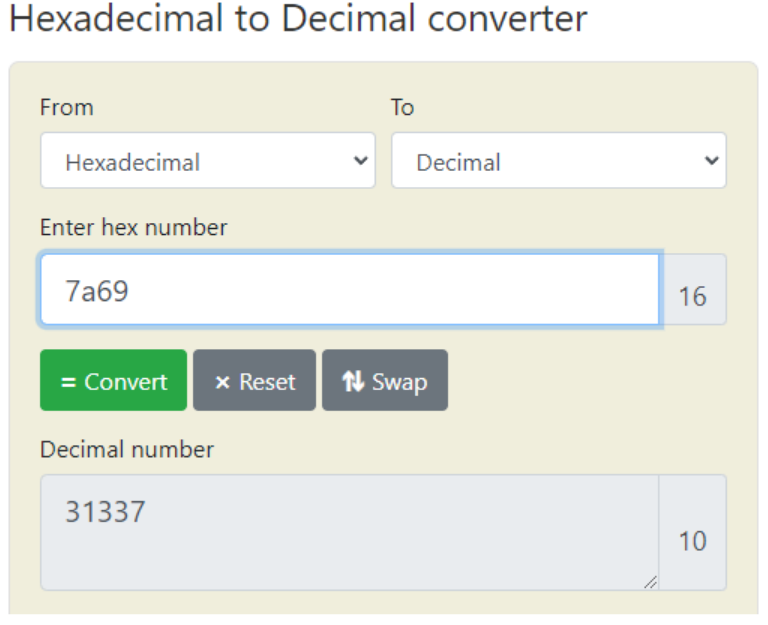 Hexadecimal to Decimal converter
From To
Hexadecimal Decimal
Enter hex number
7a69 16
= Convert × Reset Swap
Decimal number
31337 10